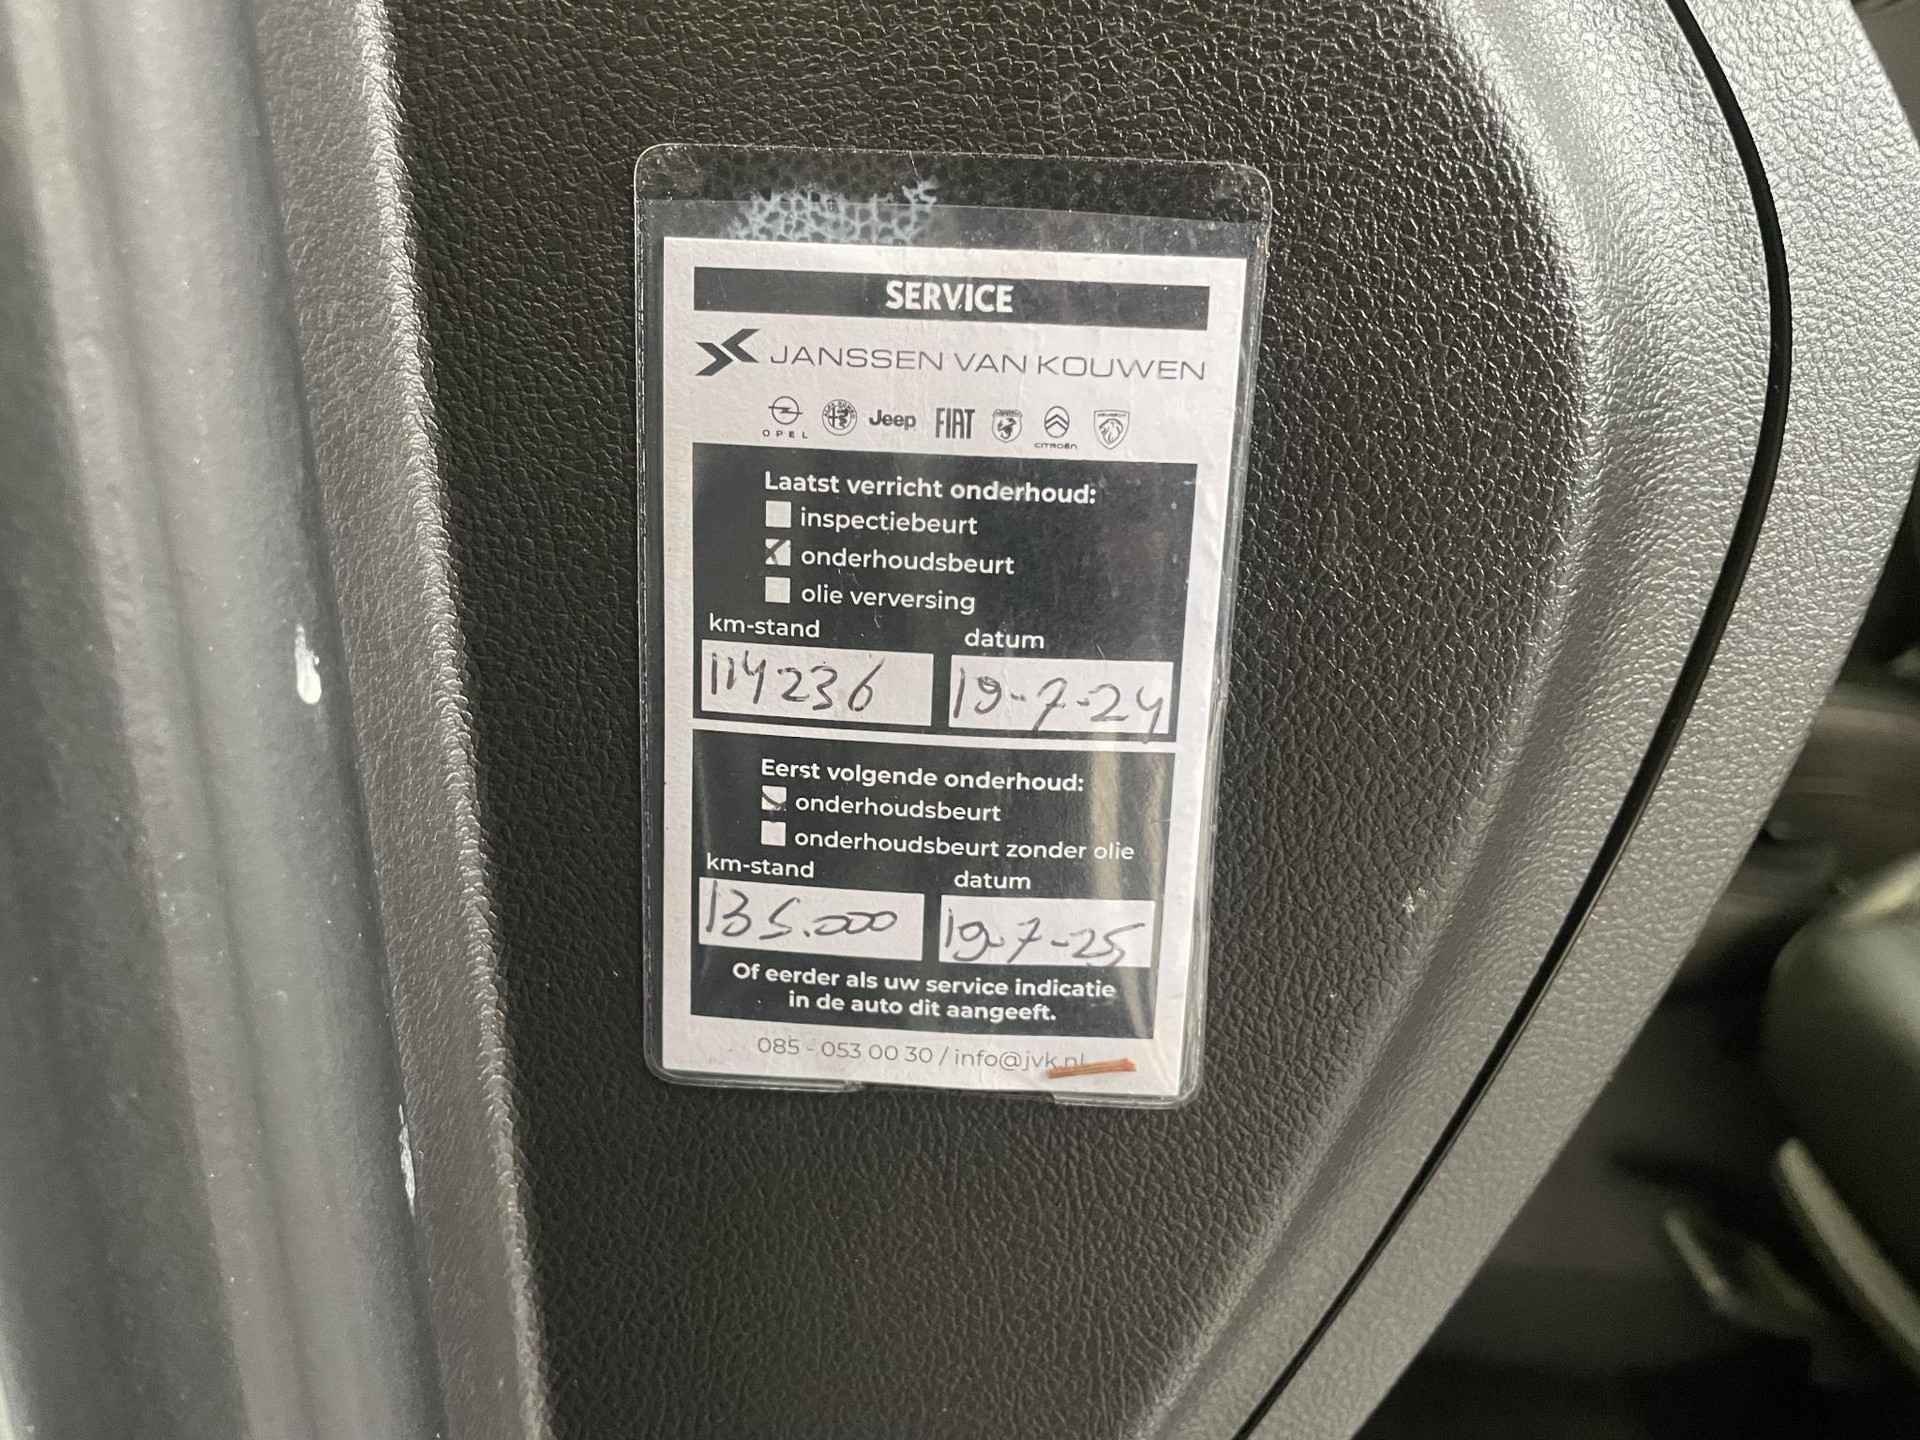 SERVICE
JANSSEN VAN KOUWEN
OPEL Jeep FIAT CITROËN PEUGEOT
Laatst verricht onderhoud:
inspectiebeurt
onderhoudsbeurt
olie verversing
km-stand datum
114236 19-7-24
Eerst volgende onderhoud:
onderhoudsbeurt
onderhoudsbeurt zonder olie
km-stand datum
135.000 19-7-25
Of eerder als uw service indicatie
in de auto dit aangeeft.
085 - 053 00 30 / info@jvk.nl